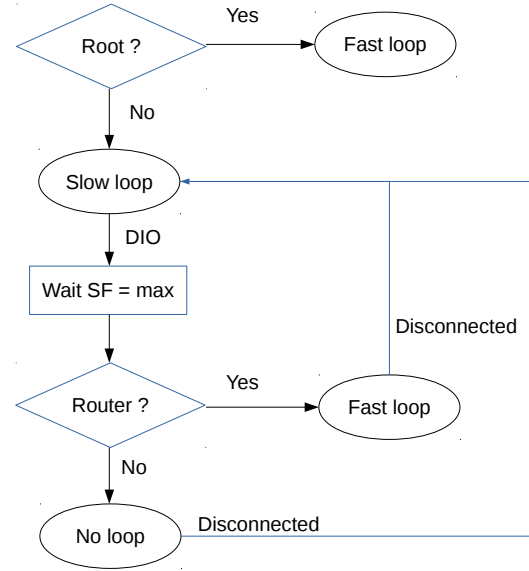 Yes
Root ?
Fast loop
No
Slow loop
DIO
Wait SF = max
Disconnected
Yes
Router ?
Fast loop
No
Disconnected
No loop